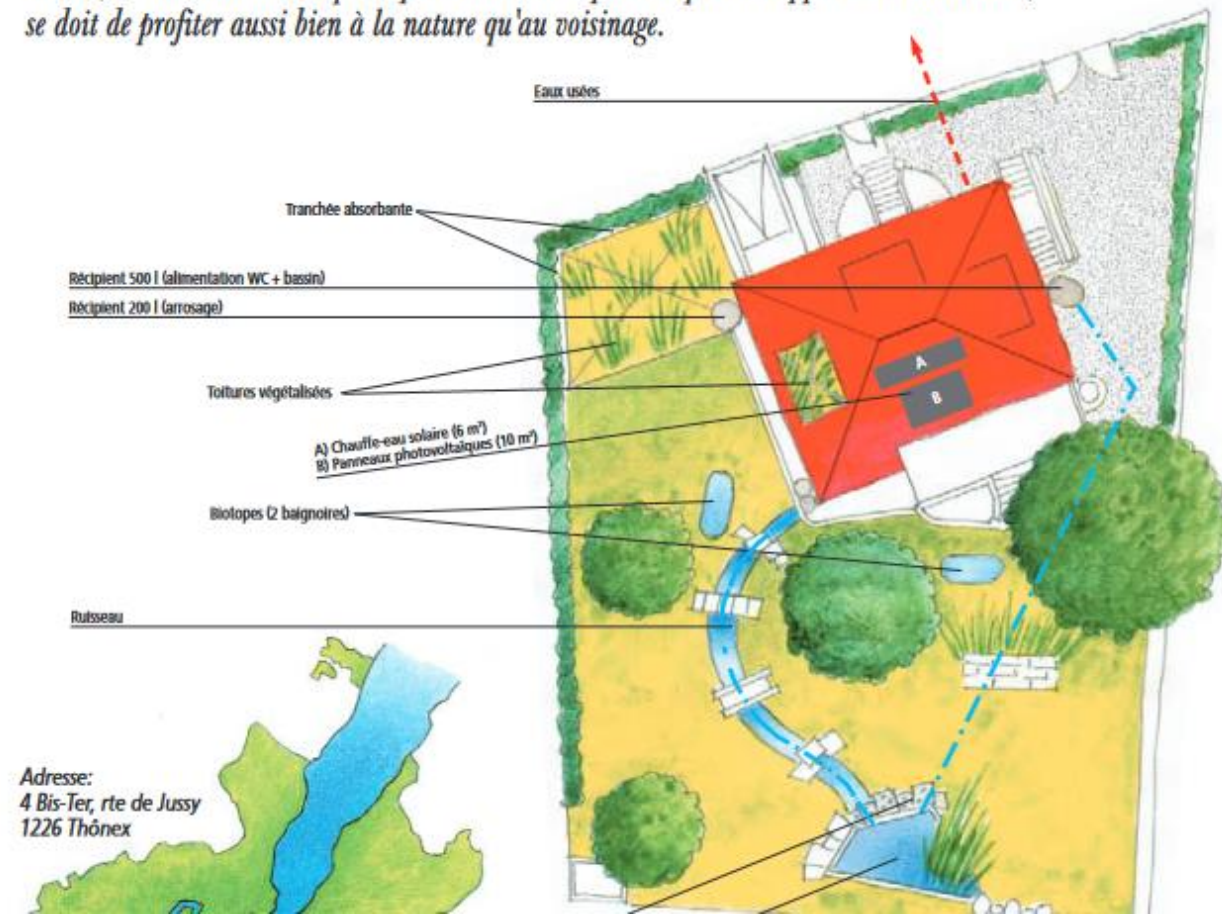 se doit de profiter aussi bien à la nature qu'au voisinage.
Eaux usées
Tranchée absorbante
Récipient 500 l (alimentation WC + bassin)
Récipient 200 l (arrosage)
Toitures végétalisées
A) Chauffe-eau solaire (6 m²)
B) Panneaux photovoltaïques (10 m²)
A
B
Biotopes (2 baignoires)
Ruisseau
Adresse:
4 Bis-Ter, rte de Jussy
1226 Thônex